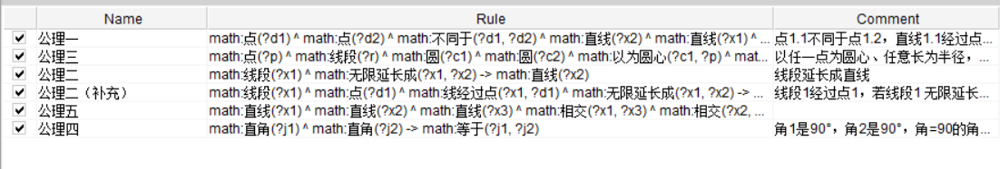 Name Rule Comment
公理一 math:点(?d1) ^ math:点(?d2) ^ math:不同于(?d1, ?d2) ^ math:直线(?x2) ^ math:直线(?x1) ^ ... 点1.1不同于点1.2，直线1.1经过点...
公理三 math:点(?p) ^ math:线段(?r) ^ math:圆(?c1) ^ math:圆(?c2) ^ math:以为圆心(?c1, ?p) ^ mat... 以任一点为圆心、任意长为半径，...
公理二 math:线段(?x1) ^ math:无限延长成(?x1, ?x2) -> math:直线(?x2) 线段延长成直线
公理二（补充） math:线段(?x1) ^ math:点(?d1) ^ math:线经过点(?x1, ?d1) ^ math:无限延长成(?x1, ?x2) -> ... 线段1经过点1，若线段1 无限延长...
公理五 math:直线(?x1) ^ math:直线(?x2) ^ math:直线(?x3) ^ math:相交(?x1, ?x3) ^ math:相交(?x2, ...
公理四 math:直角(?j1) ^ math:直角(?j2) -> math:等于(?j1, ?j2) 角1是90°，角2是90°，角=90的角...